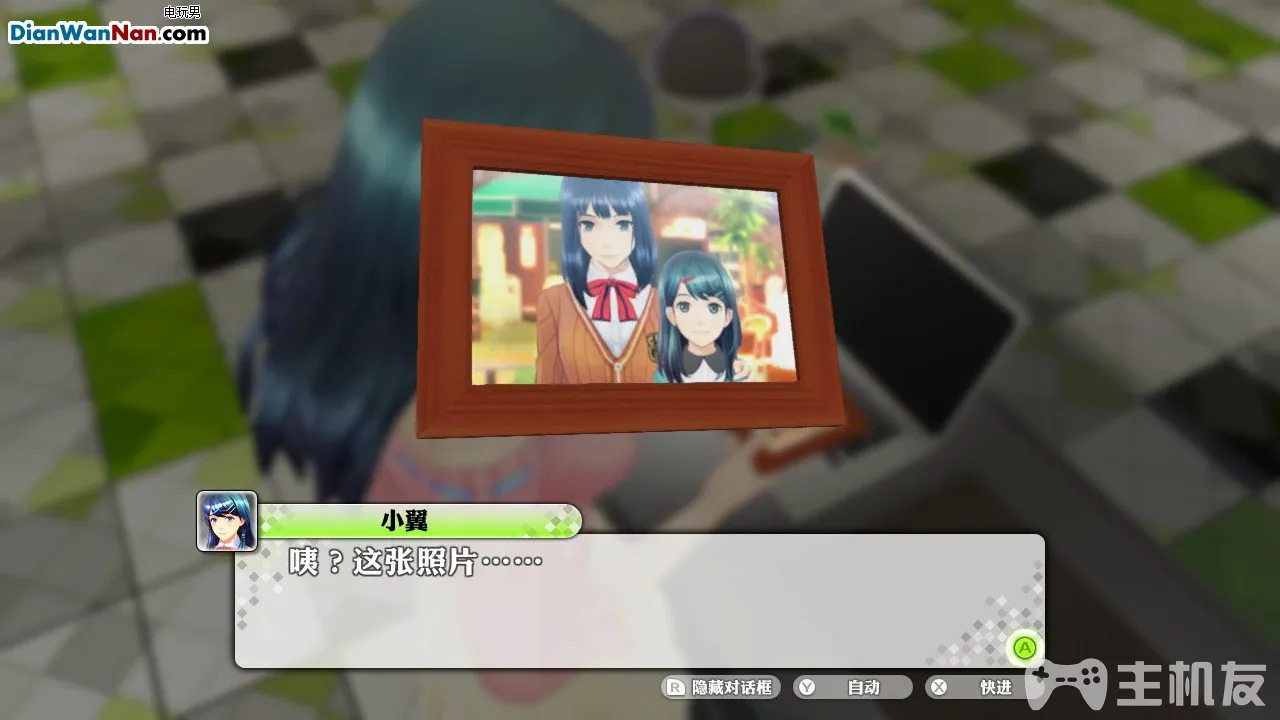 电玩男
DianWanNan.com
小翼
咦？这张照片……
A
R 隐藏对话框 Y 自动 X 快进
主机友